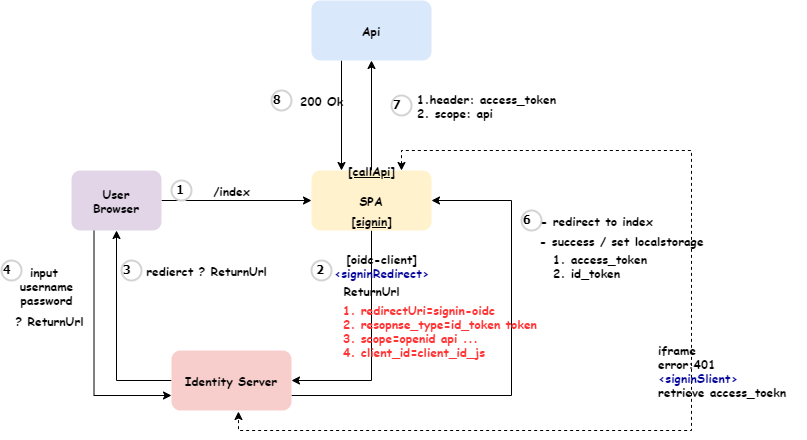 Api
8
200 Ok
7
1.header: access_token
2. scope: api
[callApi]
User
Browser
1
/index
SPA
[signin]
6
- redirect to index
- success / set localstorage
1. access_token
2. id_token
4
input
username
password
? ReturnUrl
3
redierct ? ReturnUrl
2
[oidc-client]
<signinRedirect>
ReturnUrl
1. redirectUri=signin-oidc
2. resopnse_type=id_token token
3. scope=openid api ...
4. client_id=client_id_js
Identity Server
iframe
error:401
<signinSlient>
retrieve access_toekn